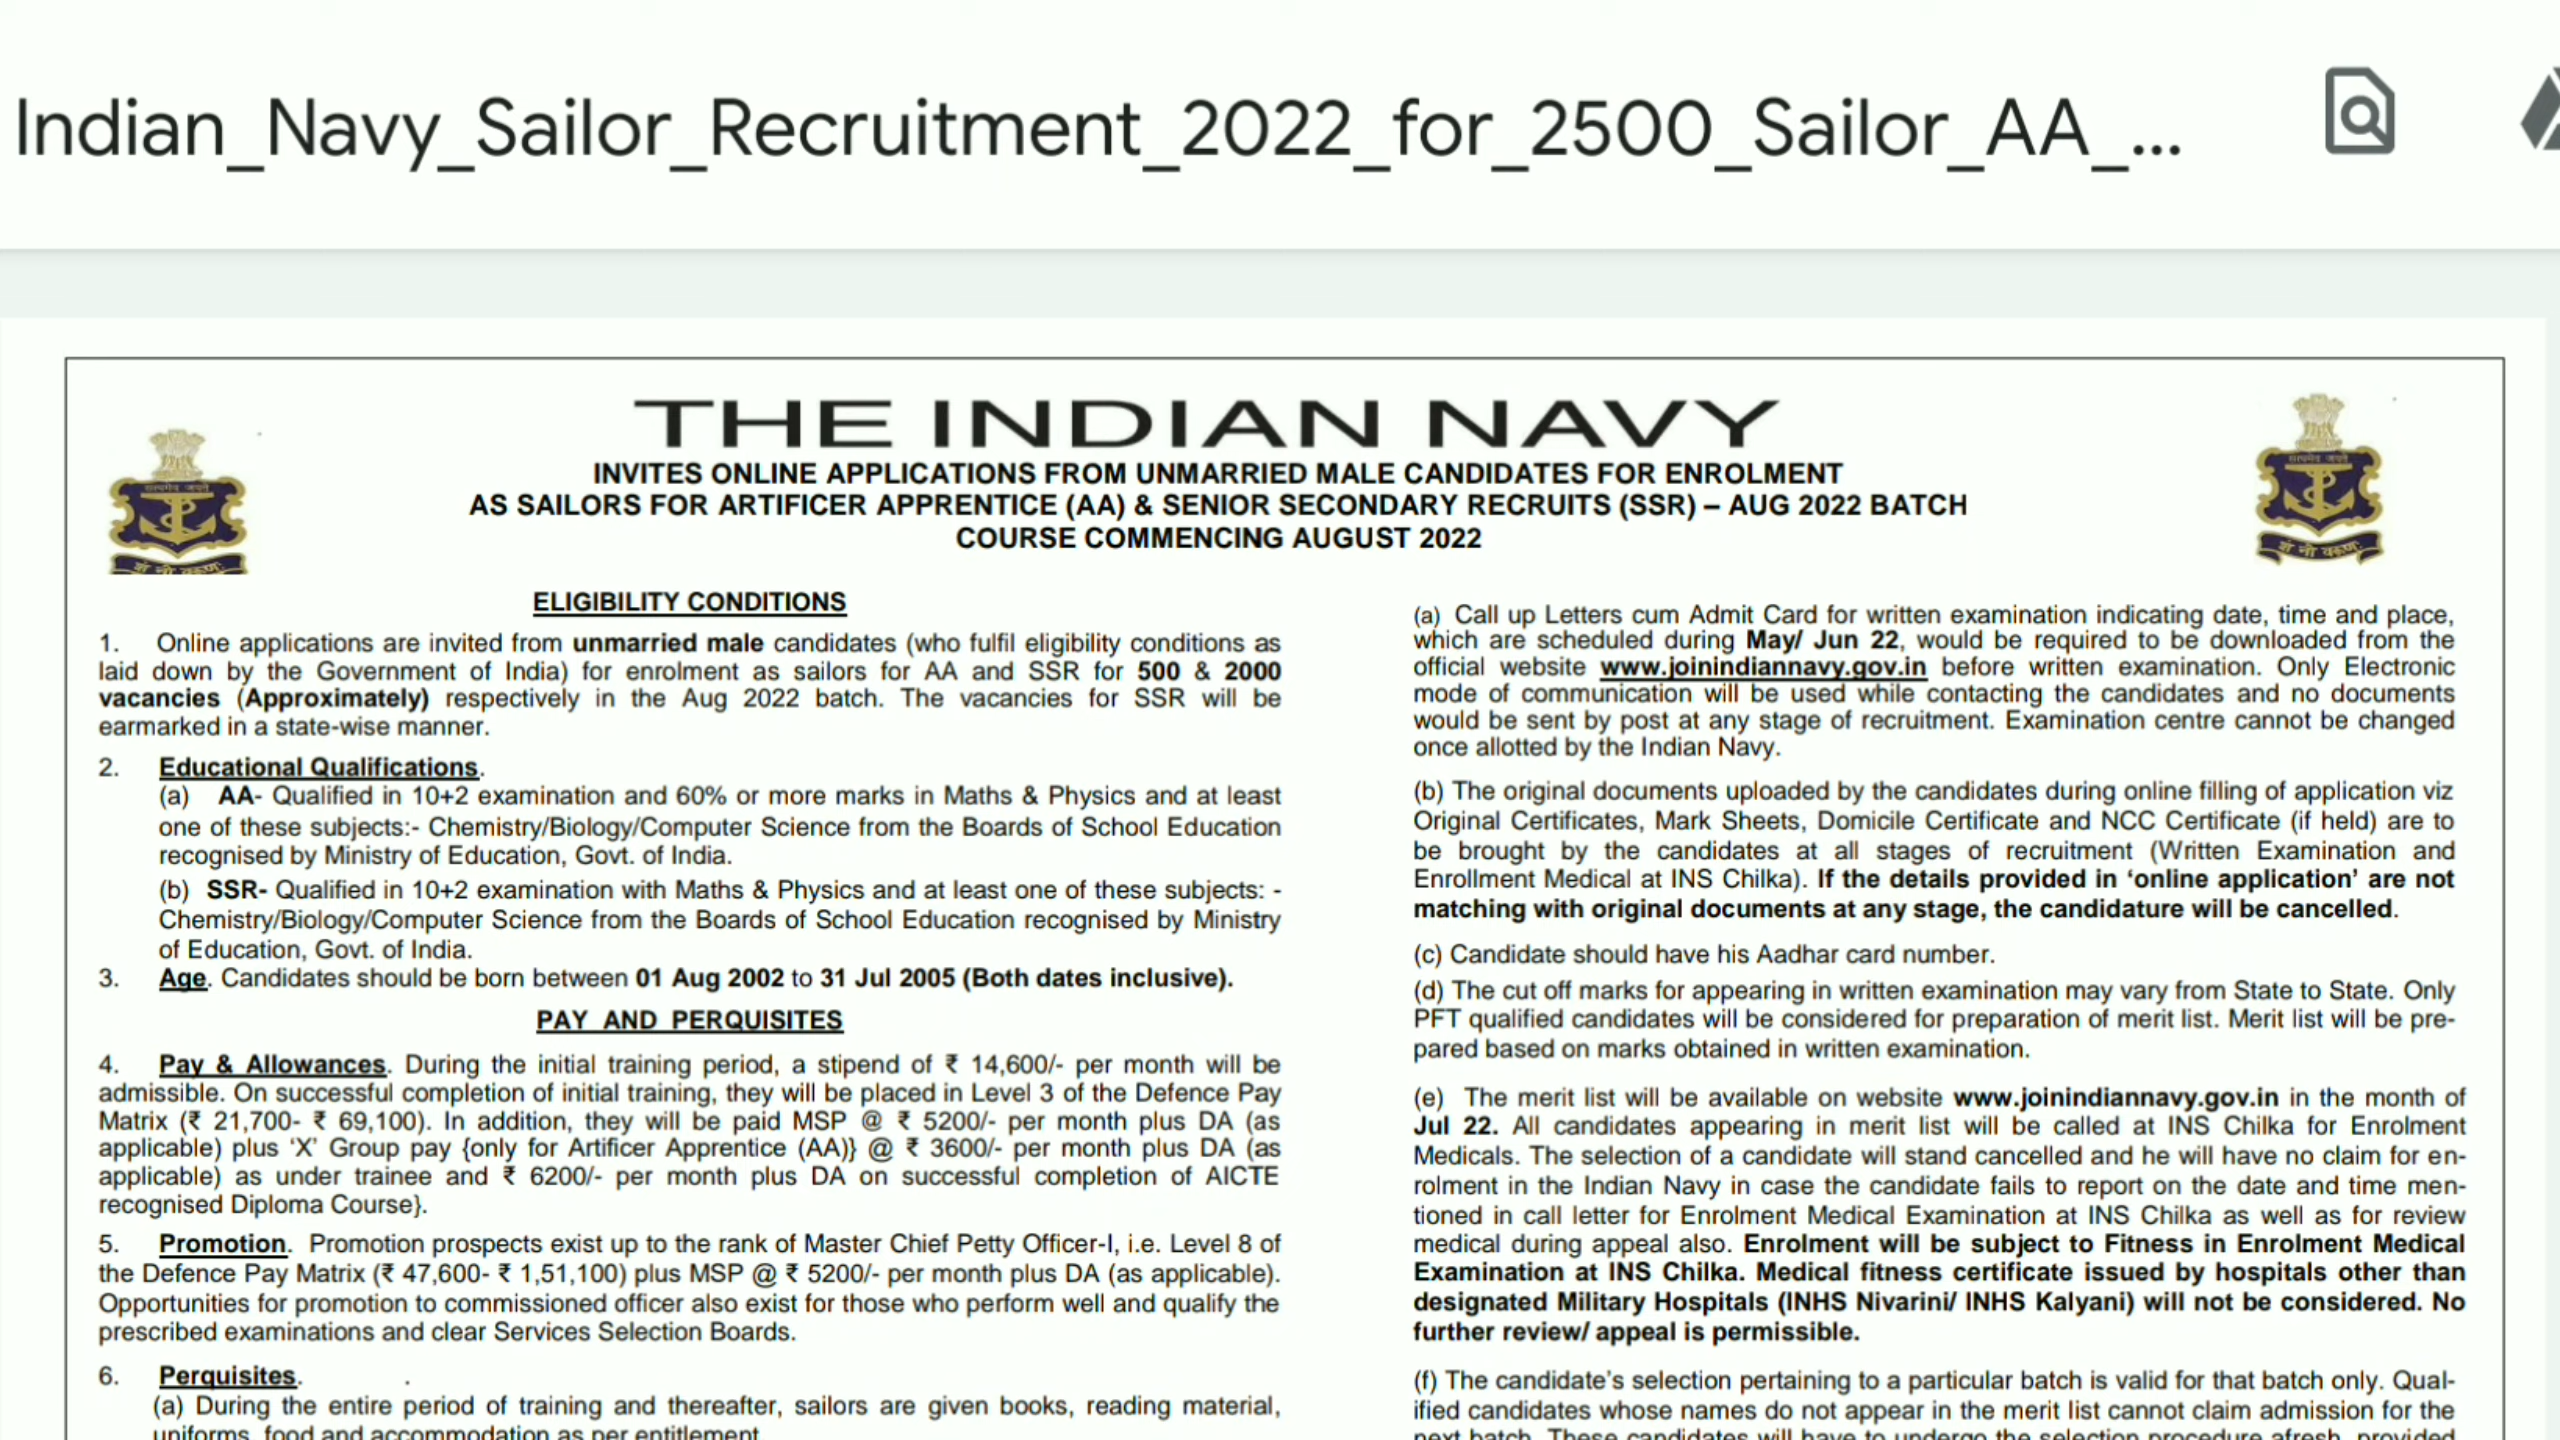 Indian_Navy_Sailor_Recruitment_2022_for_2500_Sailor_AA_...
THE INDIAN NAVY
INVITES ONLINE APPLICATIONS FROM UNMARRIED MALE CANDIDATES FOR ENROLMENT
AS SAILORS FOR ARTIFICER APPRENTICE (AA) & SENIOR SECONDARY RECRUITS (SSR) – AUG 2022 BATCH
COURSE COMMENCING AUGUST 2022
सत्यमेव जयते
शं नो वरुणः
सत्यमेव जयते
शं नो वरुणः
ELIGIBILITY CONDITIONS
1. Online applications are invited from unmarried male candidates (who fulfil eligibility conditions as
laid down by the Government of India) for enrolment as sailors for AA and SSR for 500 & 2000
vacancies (Approximately) respectively in the Aug 2022 batch. The vacancies for SSR will be
earmarked in a state-wise manner.
2. Educational Qualifications.
(a) AA- Qualified in 10+2 examination and 60% or more marks in Maths & Physics and at least
one of these subjects:- Chemistry/Biology/Computer Science from the Boards of School Education
recognised by Ministry of Education, Govt. of India.
(b) SSR- Qualified in 10+2 examination with Maths & Physics and at least one of these subjects: -
Chemistry/Biology/Computer Science from the Boards of School Education recognised by Ministry
of Education, Govt. of India.
3. Age. Candidates should be born between 01 Aug 2002 to 31 Jul 2005 (Both dates inclusive).
PAY AND PERQUISITES
4. Pay & Allowances. During the initial training period, a stipend of ₹ 14,600/- per month will be
admissible. On successful completion of initial training, they will be placed in Level 3 of the Defence Pay
Matrix (₹ 21,700- ₹ 69,100). In addition, they will be paid MSP @ ₹ 5200/- per month plus DA (as
applicable) plus ‘X’ Group pay {only for Artificer Apprentice (AA)} @ ₹ 3600/- per month plus DA (as
applicable) as under trainee and ₹ 6200/- per month plus DA on successful completion of AICTE
recognised Diploma Course}.
5. Promotion. Promotion prospects exist up to the rank of Master Chief Petty Officer-I, i.e. Level 8 of
the Defence Pay Matrix (₹ 47,600- ₹ 1,51,100) plus MSP @ ₹ 5200/- per month plus DA (as applicable).
Opportunities for promotion to commissioned officer also exist for those who perform well and qualify the
prescribed examinations and clear Services Selection Boards.
6. Perquisites.
(a) During the entire period of training and thereafter, sailors are given books, reading material,
uniforms, food and accommodation as per entitlement
(a) Call up Letters cum Admit Card for written examination indicating date, time and place,
which are scheduled during May/ Jun 22, would be required to be downloaded from the
official website www.joinindiannavy.gov.in before written examination. Only Electronic
mode of communication will be used while contacting the candidates and no documents
would be sent by post at any stage of recruitment. Examination centre cannot be changed
once allotted by the Indian Navy.
(b) The original documents uploaded by the candidates during online filling of application viz
Original Certificates, Mark Sheets, Domicile Certificate and NCC Certificate (if held) are to
be brought by the candidates at all stages of recruitment (Written Examination and
Enrollment Medical at INS Chilka). If the details provided in ‘online application’ are not
matching with original documents at any stage, the candidature will be cancelled.
(c) Candidate should have his Aadhar card number.
(d) The cut off marks for appearing in written examination may vary from State to State. Only
PFT qualified candidates will be considered for preparation of merit list. Merit list will be pre-
pared based on marks obtained in written examination.
(e) The merit list will be available on website www.joinindiannavy.gov.in in the month of
Jul 22. All candidates appearing in merit list will be called at INS Chilka for Enrolment
Medicals. The selection of a candidate will stand cancelled and he will have no claim for en-
rolment in the Indian Navy in case the candidate fails to report on the date and time men-
tioned in call letter for Enrolment Medical Examination at INS Chilka as well as for review
medical during appeal also. Enrolment will be subject to Fitness in Enrolment Medical
Examination at INS Chilka. Medical fitness certificate issued by hospitals other than
designated Military Hospitals (INHS Nivarini/ INHS Kalyani) will not be considered. No
further review/ appeal is permissible.
(f) The candidate’s selection pertaining to a particular batch is valid for that batch only. Qual-
ified candidates whose names do not appear in the merit list cannot claim admission for the
next batch. These candidates will have to undergo the selection procedure afresh, provided